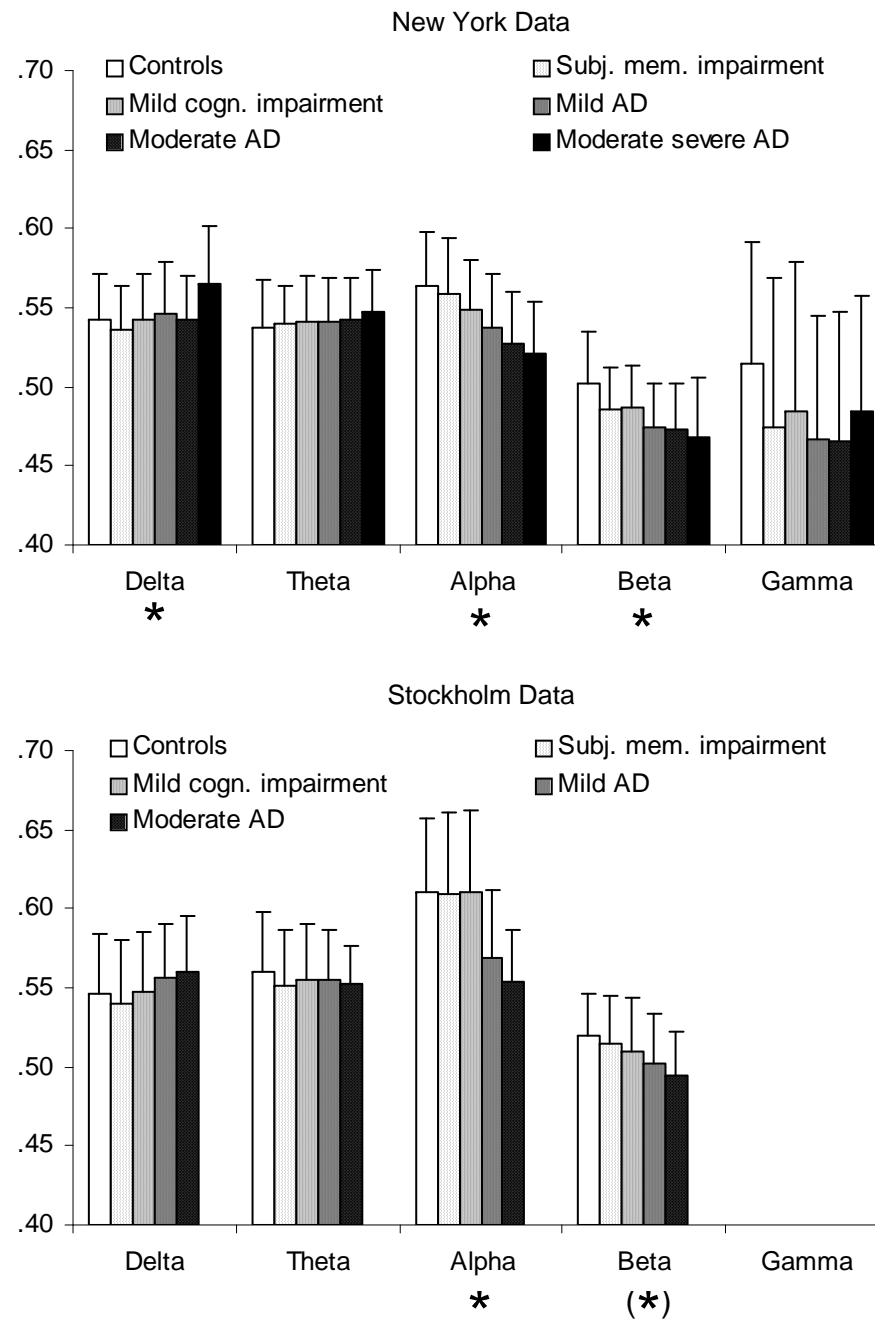 New York Data
.70
Controls Subj. mem. impairment
Mild cogn. impairment Mild AD
Moderate AD Moderate severe AD
.65
.60
.55
.50
.45
.40
Delta Theta Alpha Beta Gamma
* * *
Stockholm Data
.70
Controls Subj. mem. impairment
Mild cogn. impairment Mild AD
Moderate AD
.65
.60
.55
.50
.45
.40
Delta Theta Alpha Beta Gamma
* (*)